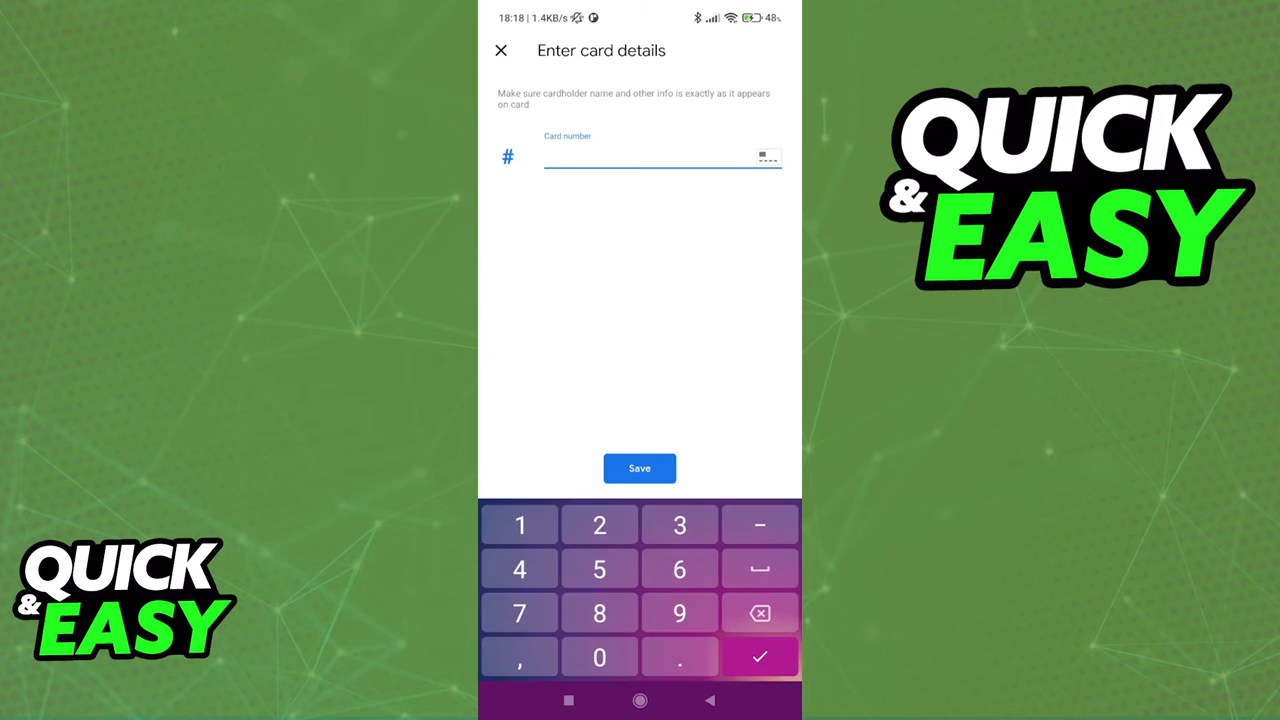 18:18 | 1.4KB/s
48%
Enter card details
Make sure cardholder name and other info is exactly as it appears
on card
Card number
#
Save
1 2 3 -
4 5 6
7 8 9
, 0 .
QUICK
& EASY
QUICK
& EASY